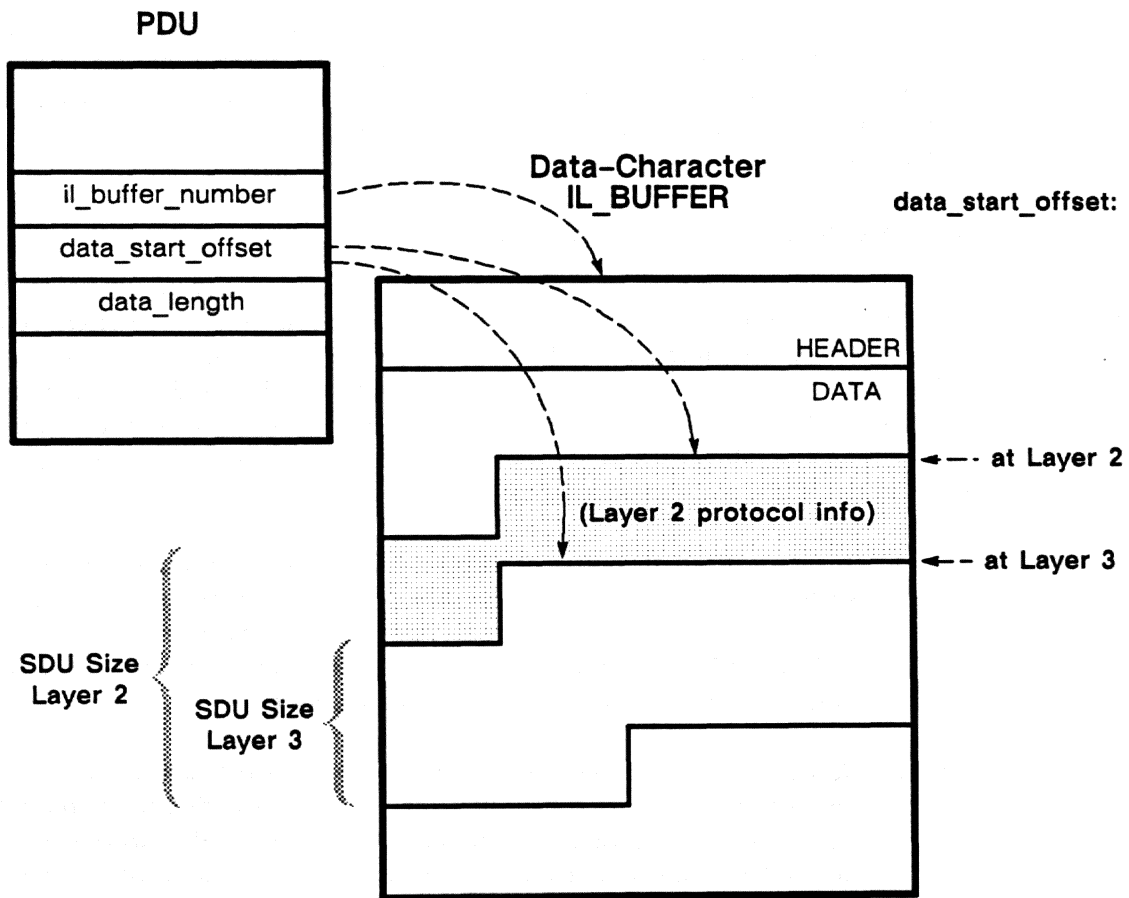 PDU
il_buffer_number
data_start_offset
data_length
Data-Character
IL_BUFFER
data_start_offset:
HEADER
DATA
at Layer 2
(Layer 2 protocol info)
at Layer 3
SDU Size
Layer 2
SDU Size
Layer 3